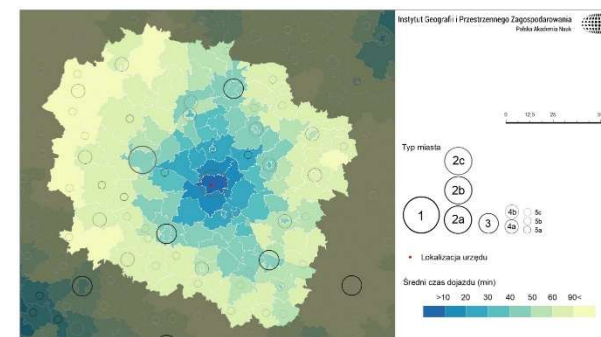 Instytut Geografii i Przestrzennego Zagospodarowania
Polska Akademia Nauk
0 12,5 25
Typ miasta
2c
2b
1 2a 3 4b 4a 5c 5b 5a
Lokalizacja urzędu
Średni czas dojazdu (min)
>10 20 30 40 50 60 90<